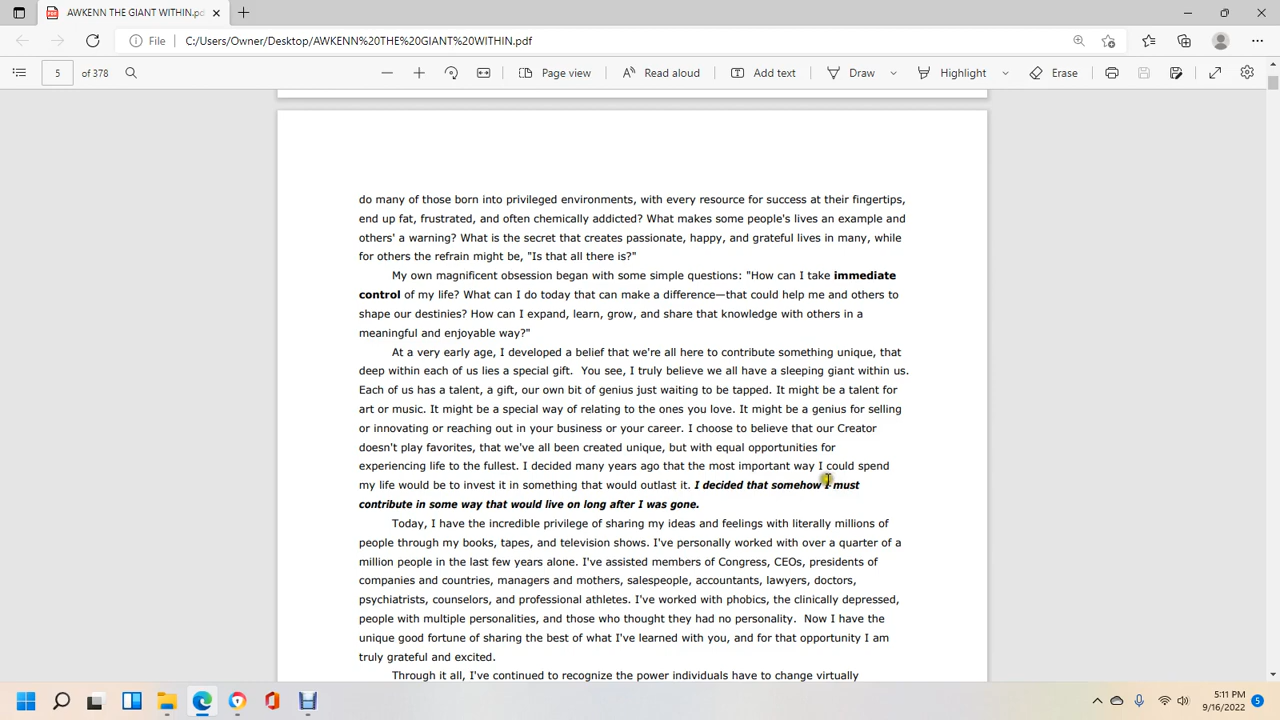 AWKENN THE GIANT WITHIN.pd
File
C:/Users/Owner/Desktop/AWKENN%20THE%20GIANT%20WITHIN.pdf
5 of 378
Page view
Read aloud
Add text
Draw
Highlight
Erase
do many of those born into privileged environments, with every resource for success at their fingertips,
end up fat, frustrated, and often chemically addicted? What makes some people's lives an example and
others' a warning? What is the secret that creates passionate, happy, and grateful lives in many, while
for others the refrain might be, "Is that all there is?"
My own magnificent obsession began with some simple questions: "How can I take immediate
control of my life? What can I do today that can make a difference—that could help me and others to
shape our destinies? How can I expand, learn, grow, and share that knowledge with others in a
meaningful and enjoyable way?"
At a very early age, I developed a belief that we're all here to contribute something unique, that
deep within each of us lies a special gift. You see, I truly believe we all have a sleeping giant within us.
Each of us has a talent, a gift, our own bit of genius just waiting to be tapped. It might be a talent for
art or music. It might be a special way of relating to the ones you love. It might be a genius for selling
or innovating or reaching out in your business or your career. I choose to believe that our Creator
doesn't play favorites, that we've all been created unique, but with equal opportunities for
experiencing life to the fullest. I decided many years ago that the most important way I could spend
my life would be to invest it in something that would outlast it. I decided that somehow I must
contribute in some way that would live on long after I was gone.
Today, I have the incredible privilege of sharing my ideas and feelings with literally millions of
people through my books, tapes, and television shows. I've personally worked with over a quarter of a
million people in the last few years alone. I've assisted members of Congress, CEOs, presidents of
companies and countries, managers and mothers, salespeople, accountants, lawyers, doctors,
psychiatrists, counselors, and professional athletes. I've worked with phobics, the clinically depressed,
people with multiple personalities, and those who thought they had no personality. Now I have the
unique good fortune of sharing the best of what I've learned with you, and for that opportunity I am
truly grateful and excited.
Through it all, I've continued to recognize the power individuals have to change virtually
5:11 PM
9/16/2022
5